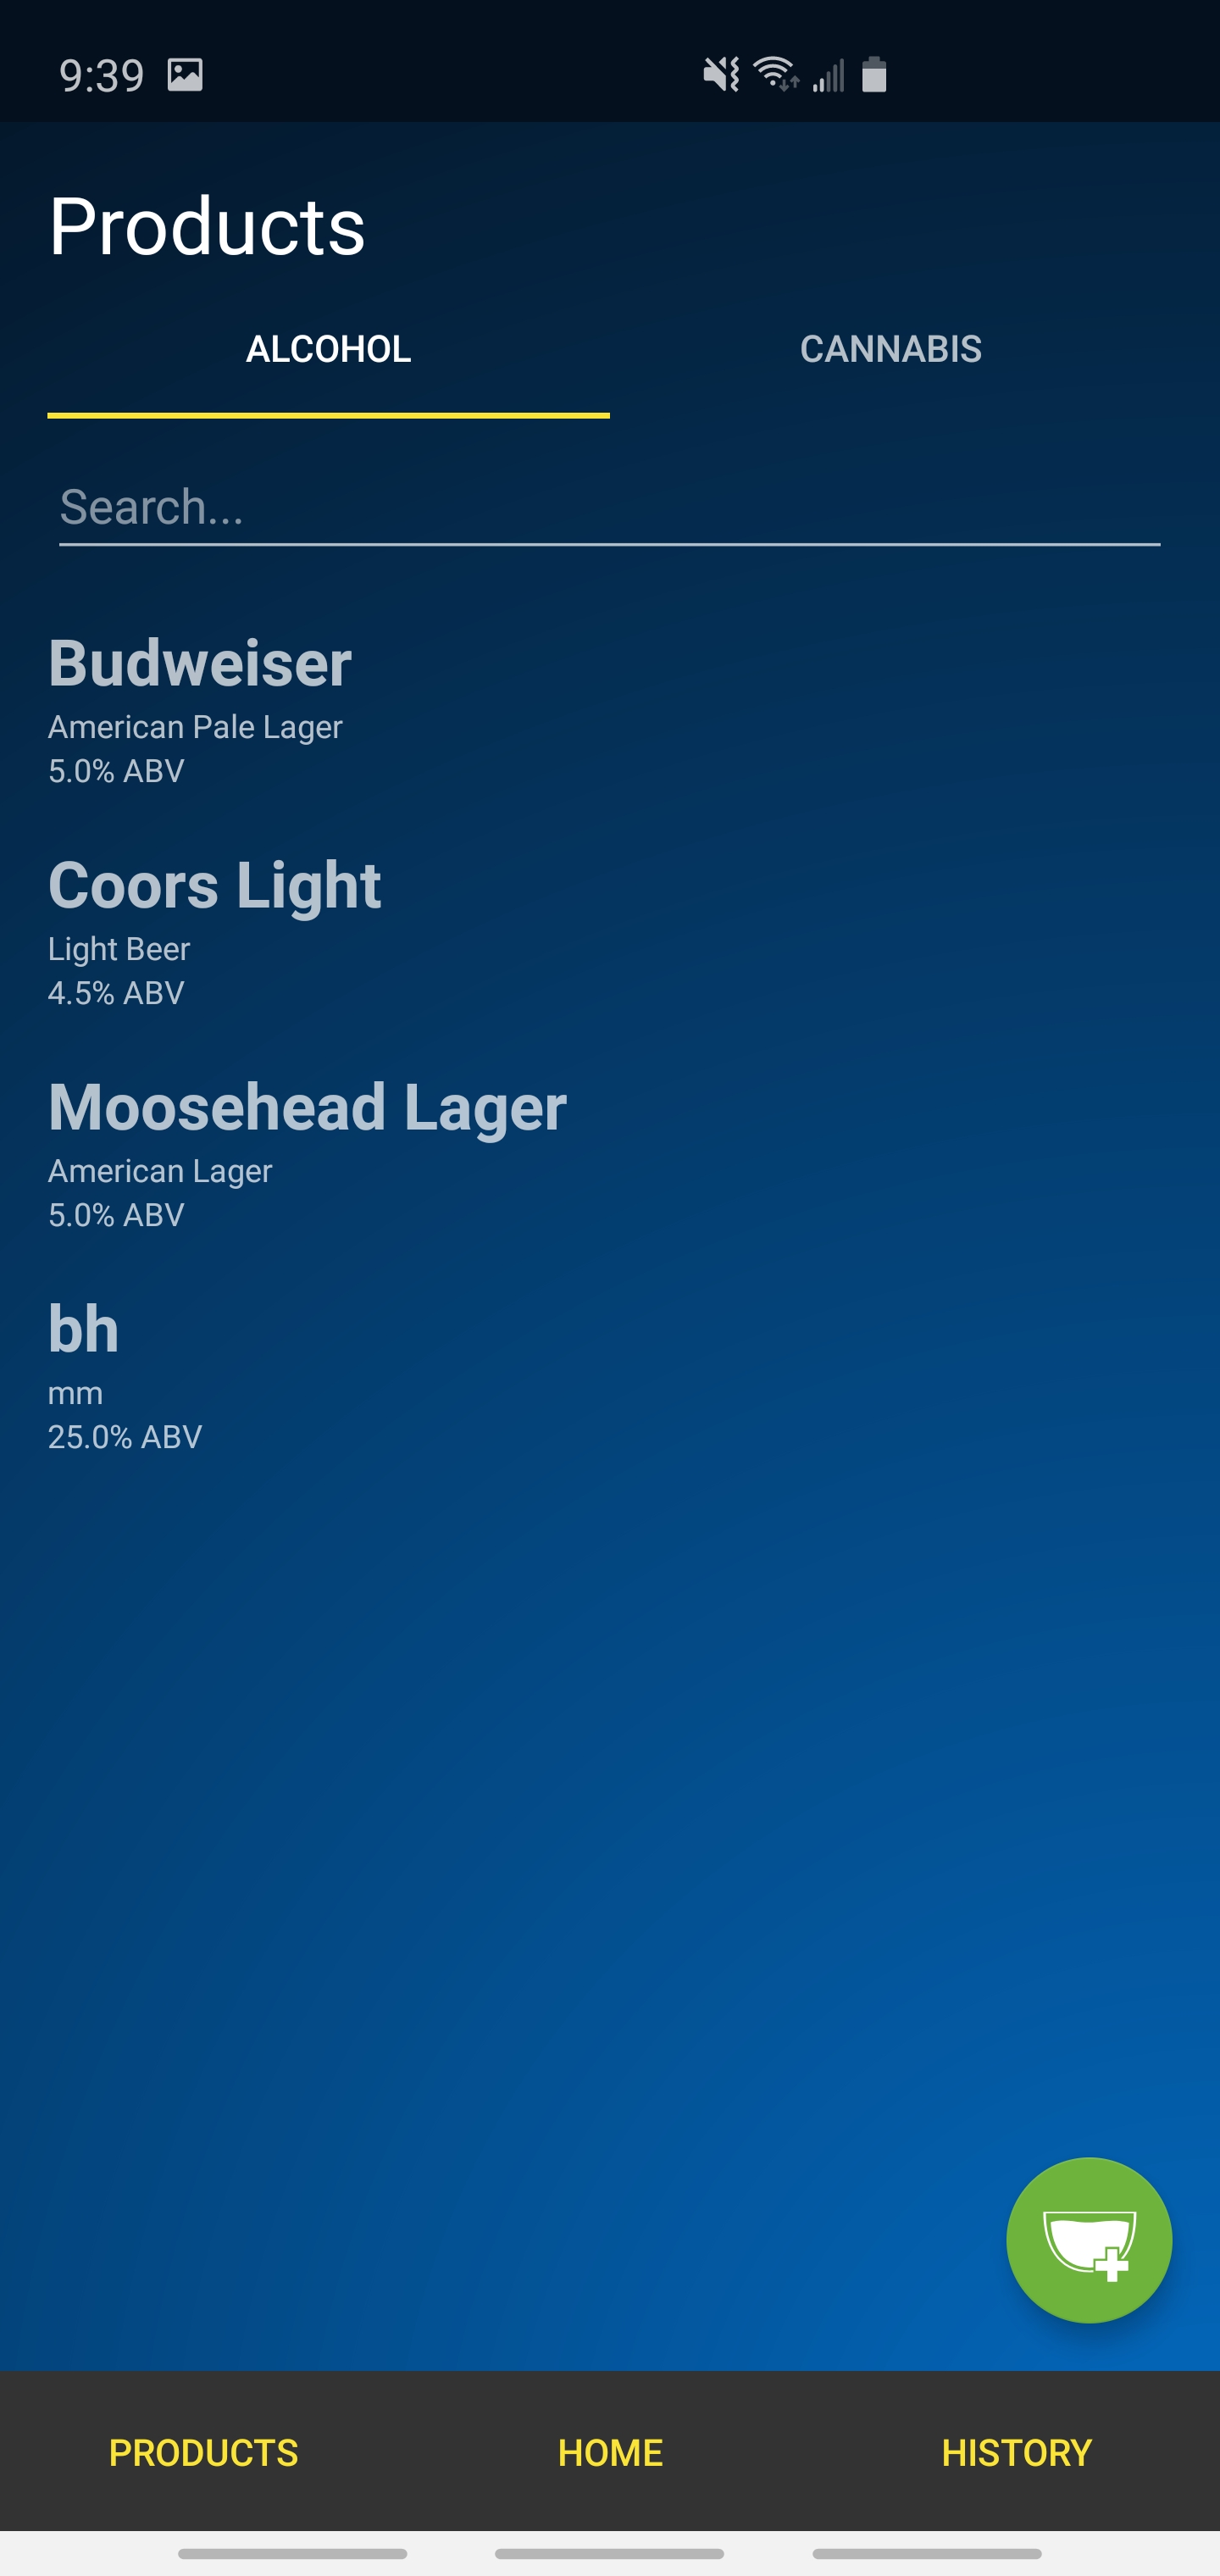 9:39
Products
ALCOHOL CANNABIS
Search...
Budweiser
American Pale Lager
5.0% ABV
Coors Light
Light Beer
4.5% ABV
Moosehead Lager
American Lager
5.0% ABV
bh
mm
25.0% ABV
PRODUCTS HOME HISTORY